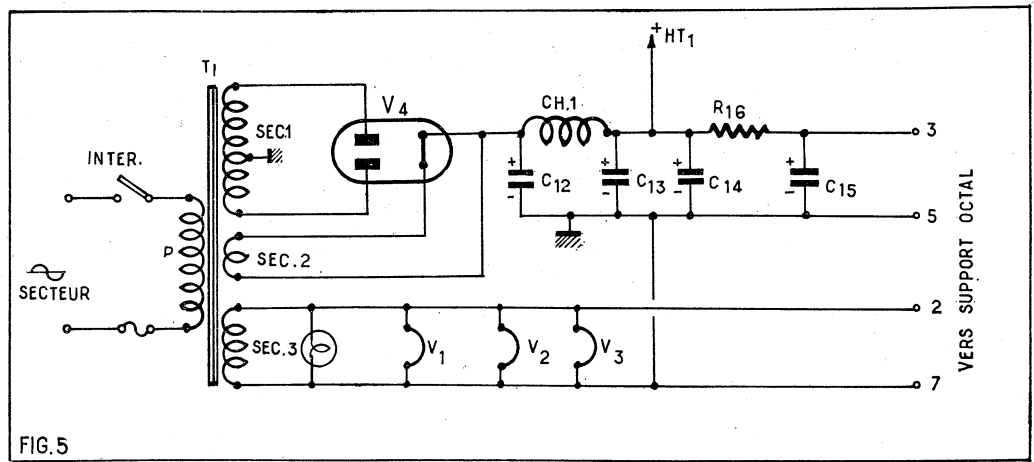 T1
INTER.
SECTEUR
P
SEC.1
SEC.2
SEC.3
V4
CH.1
+HT1
R16
+
-
C12
+
-
C13
+
-
C14
+
-
C15
3
5
2
7
V1
V2
V3
VERS SUPPORT OCTAL
FIG.5